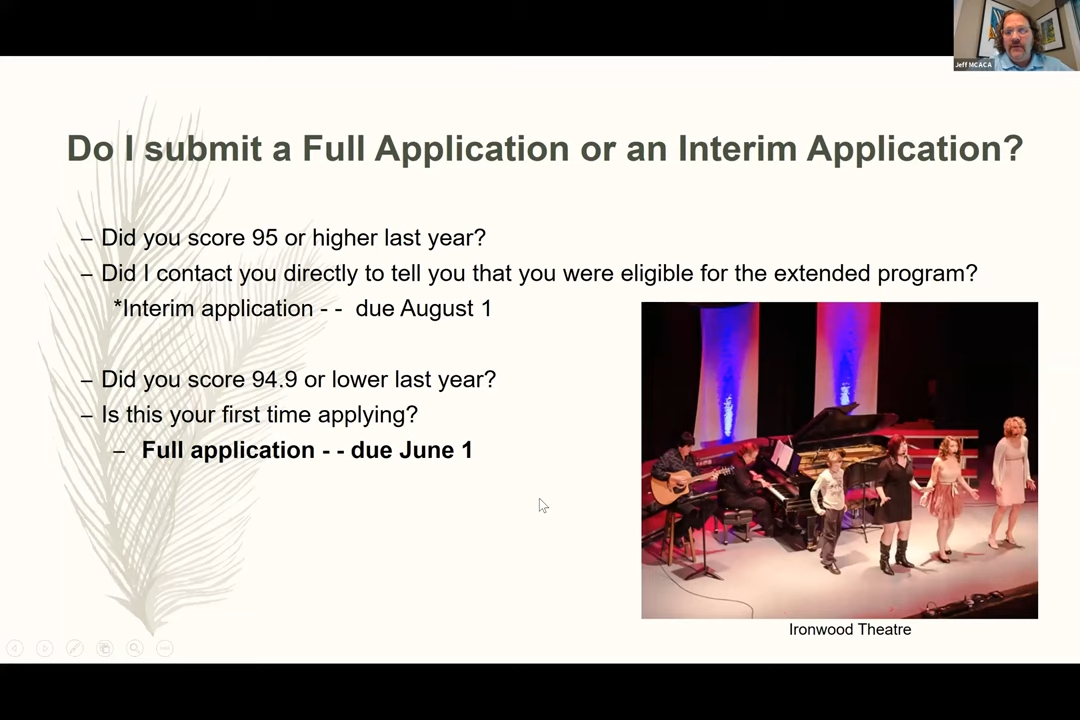 Jeff MCACA
Do I submit a Full Application or an Interim Application?
– Did you score 95 or higher last year?
– Did I contact you directly to tell you that you were eligible for the extended program?
*Interim application - - due August 1
– Did you score 94.9 or lower last year?
– Is this your first time applying?
– Full application - - due June 1
Ironwood Theatre